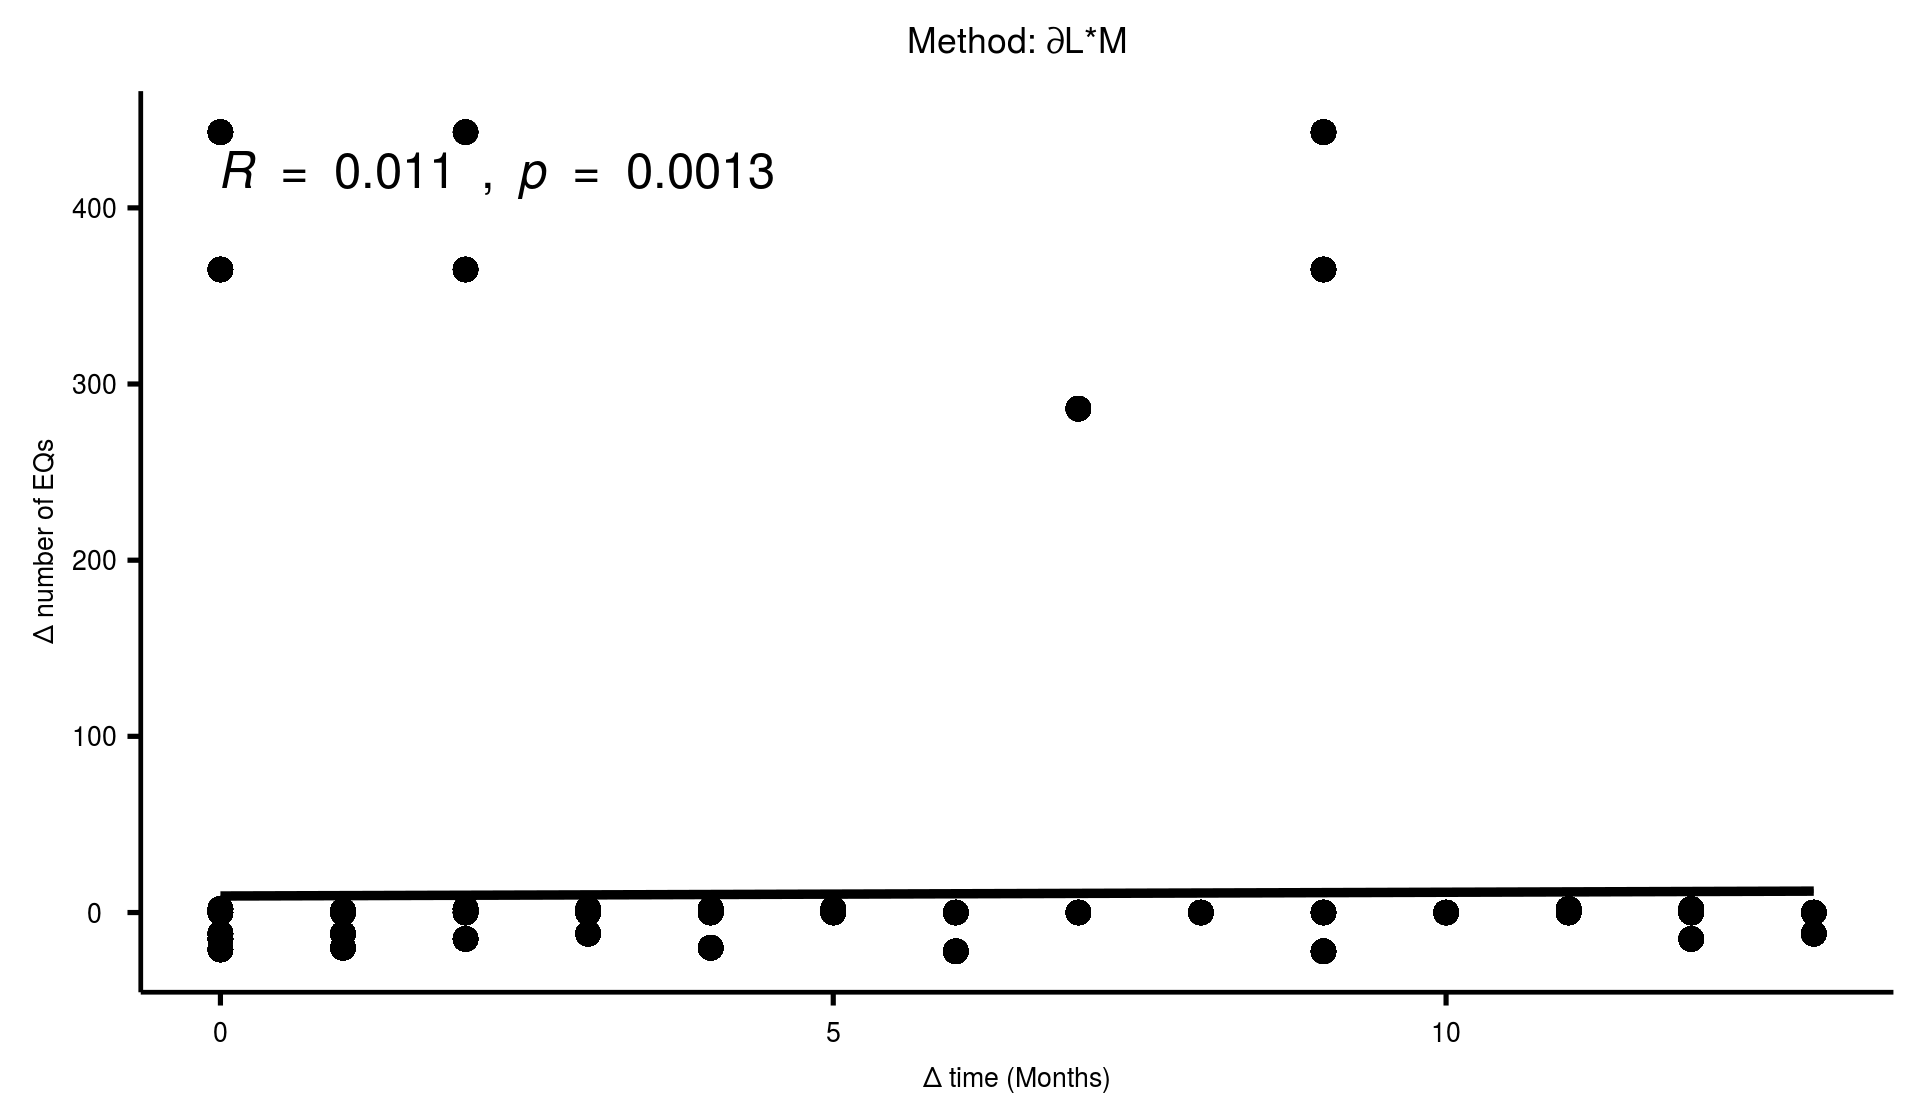 Method: ∂L*M
R = 0.011 , p = 0.0013
400
300
200
100
0
Δ number of EQs
0 5 10
Δ time (Months)